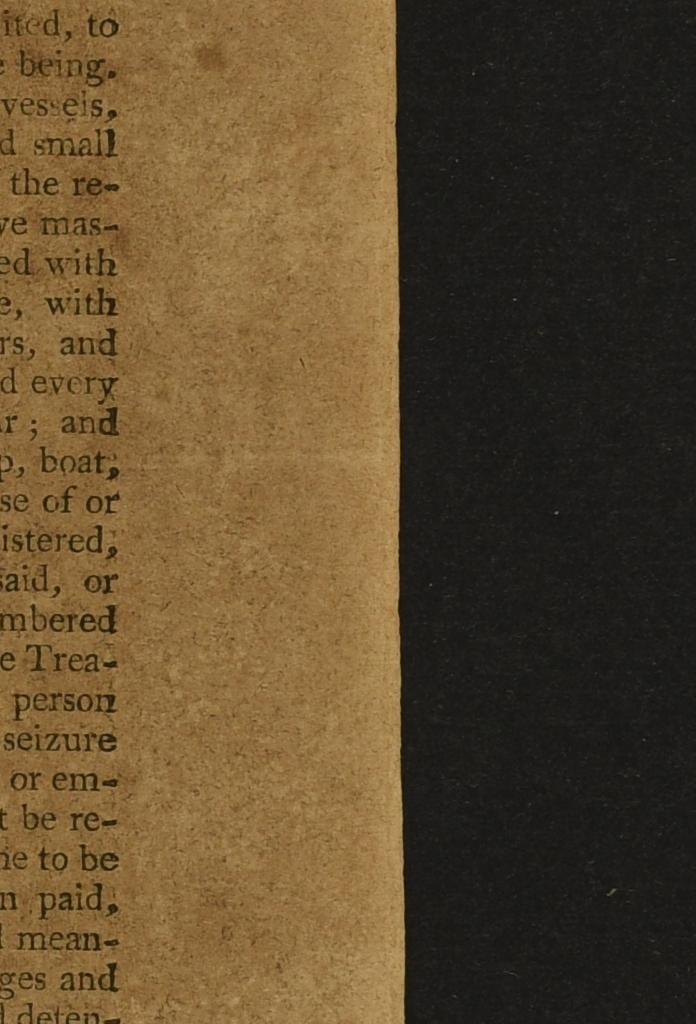 ited, to
e being.
vessels,
d small
the re-
ve mas-
ed with
e, with
rs, and
d every
ar; and
p, boat,
se of or
istered,
said, or
mbered
e Trea-
person
seizure
or em-
t be re-
ne to be
n paid,
l mean-
ges and
d deten-